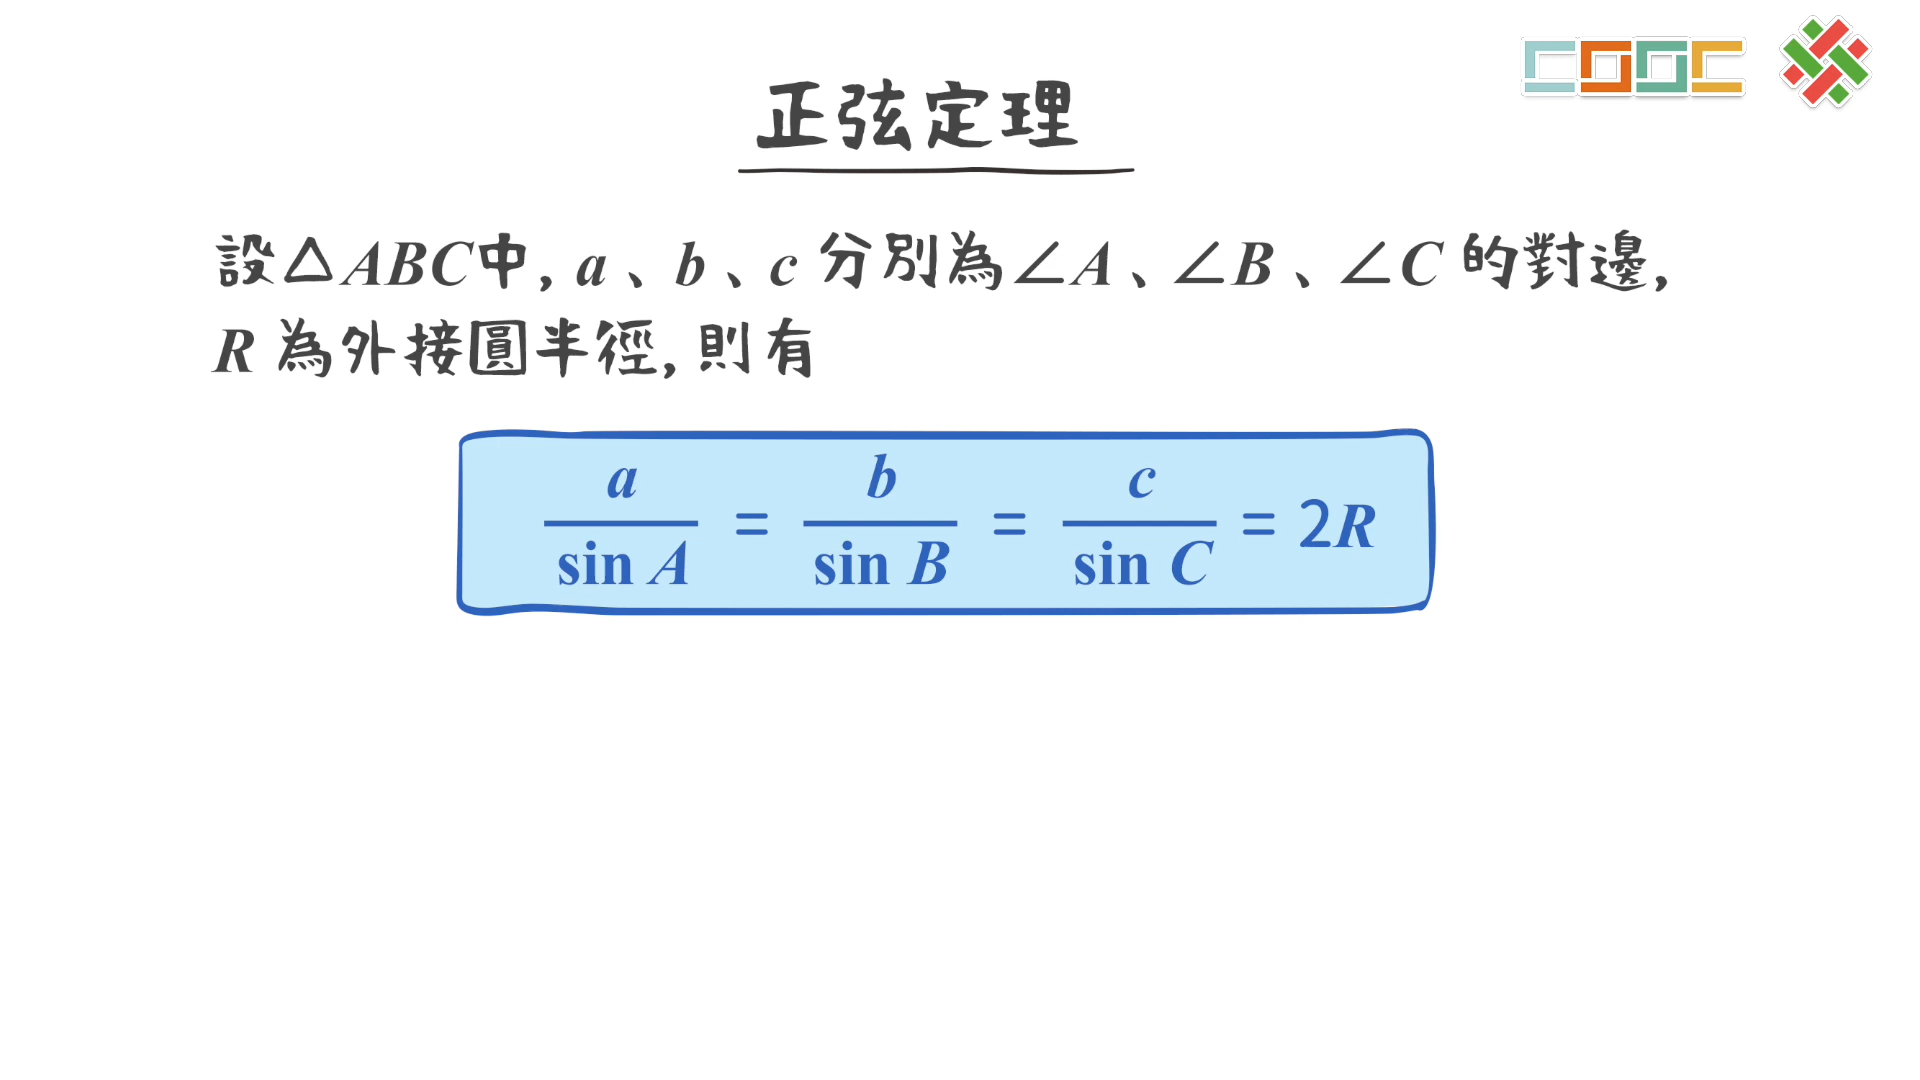 COOC
正弦定理
設△ABC中, a、b、c 分別為∠A、∠B、∠C 的對邊,
R 為外接圓半徑, 則有
a/sin A = b/sin B = c/sin C = 2R